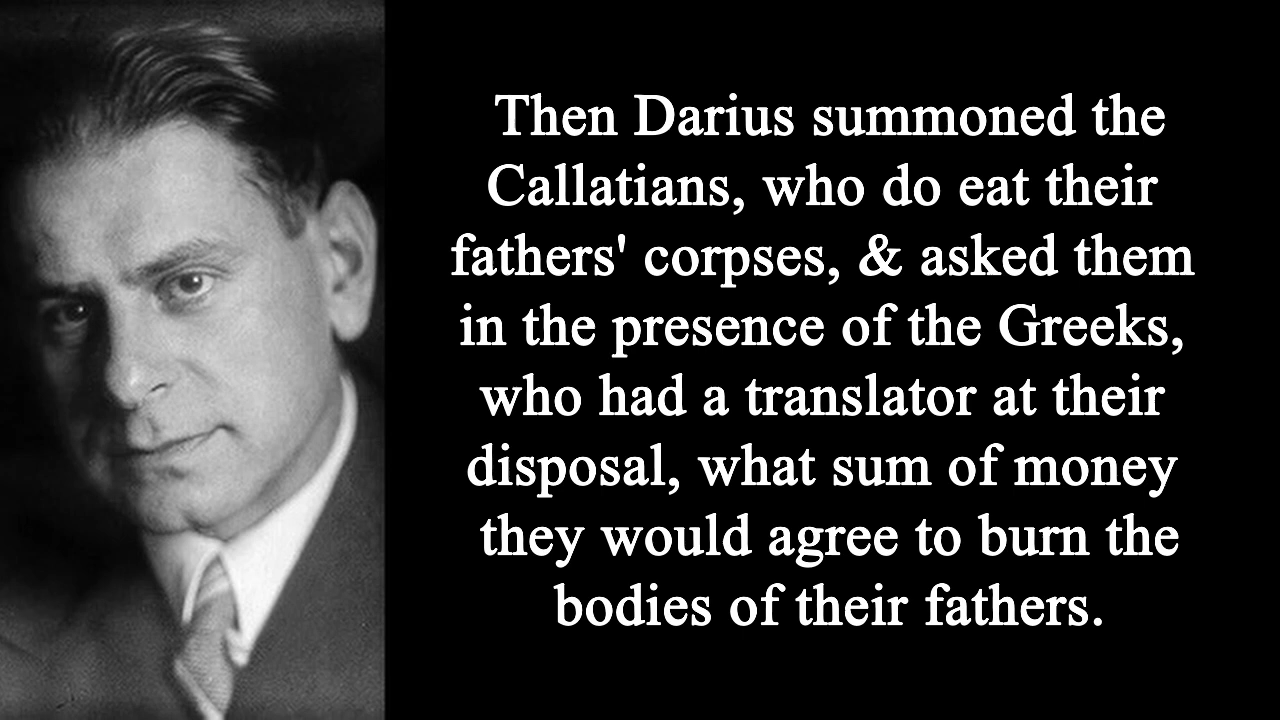 Then Darius summoned the
Callatians, who do eat their
fathers' corpses, & asked them
in the presence of the Greeks,
who had a translator at their
disposal, what sum of money
they would agree to burn the
bodies of their fathers.